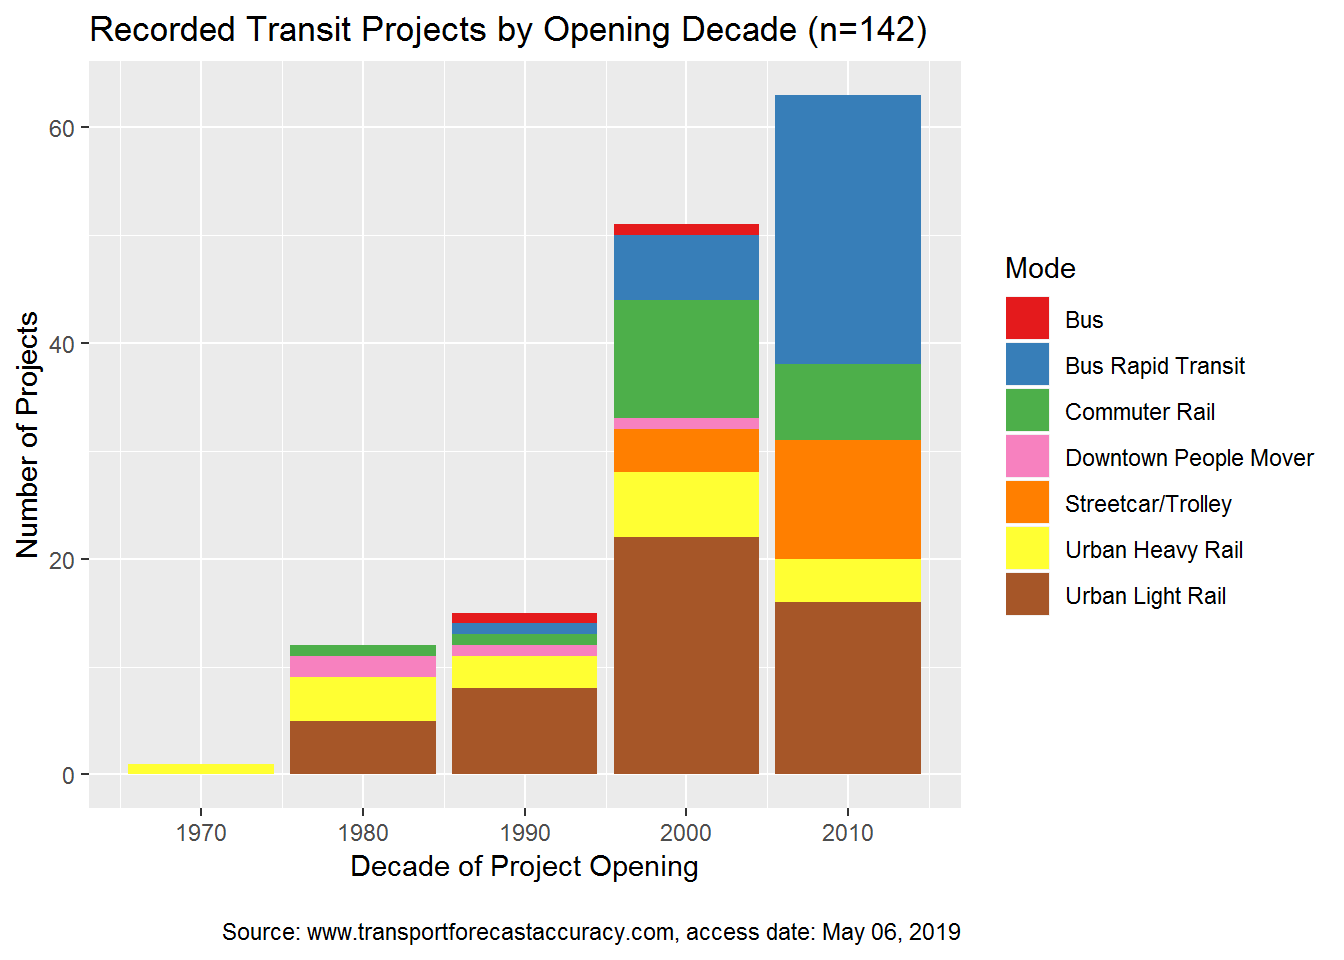 Recorded Transit Projects by Opening Decade (n=142)
Number of Projects
60
40
20
0
1970 1980 1990 2000 2010
Decade of Project Opening
Mode
Bus
Bus Rapid Transit
Commuter Rail
Downtown People Mover
Streetcar/Trolley
Urban Heavy Rail
Urban Light Rail
Source: www.transportforecastaccuracy.com, access date: May 06, 2019